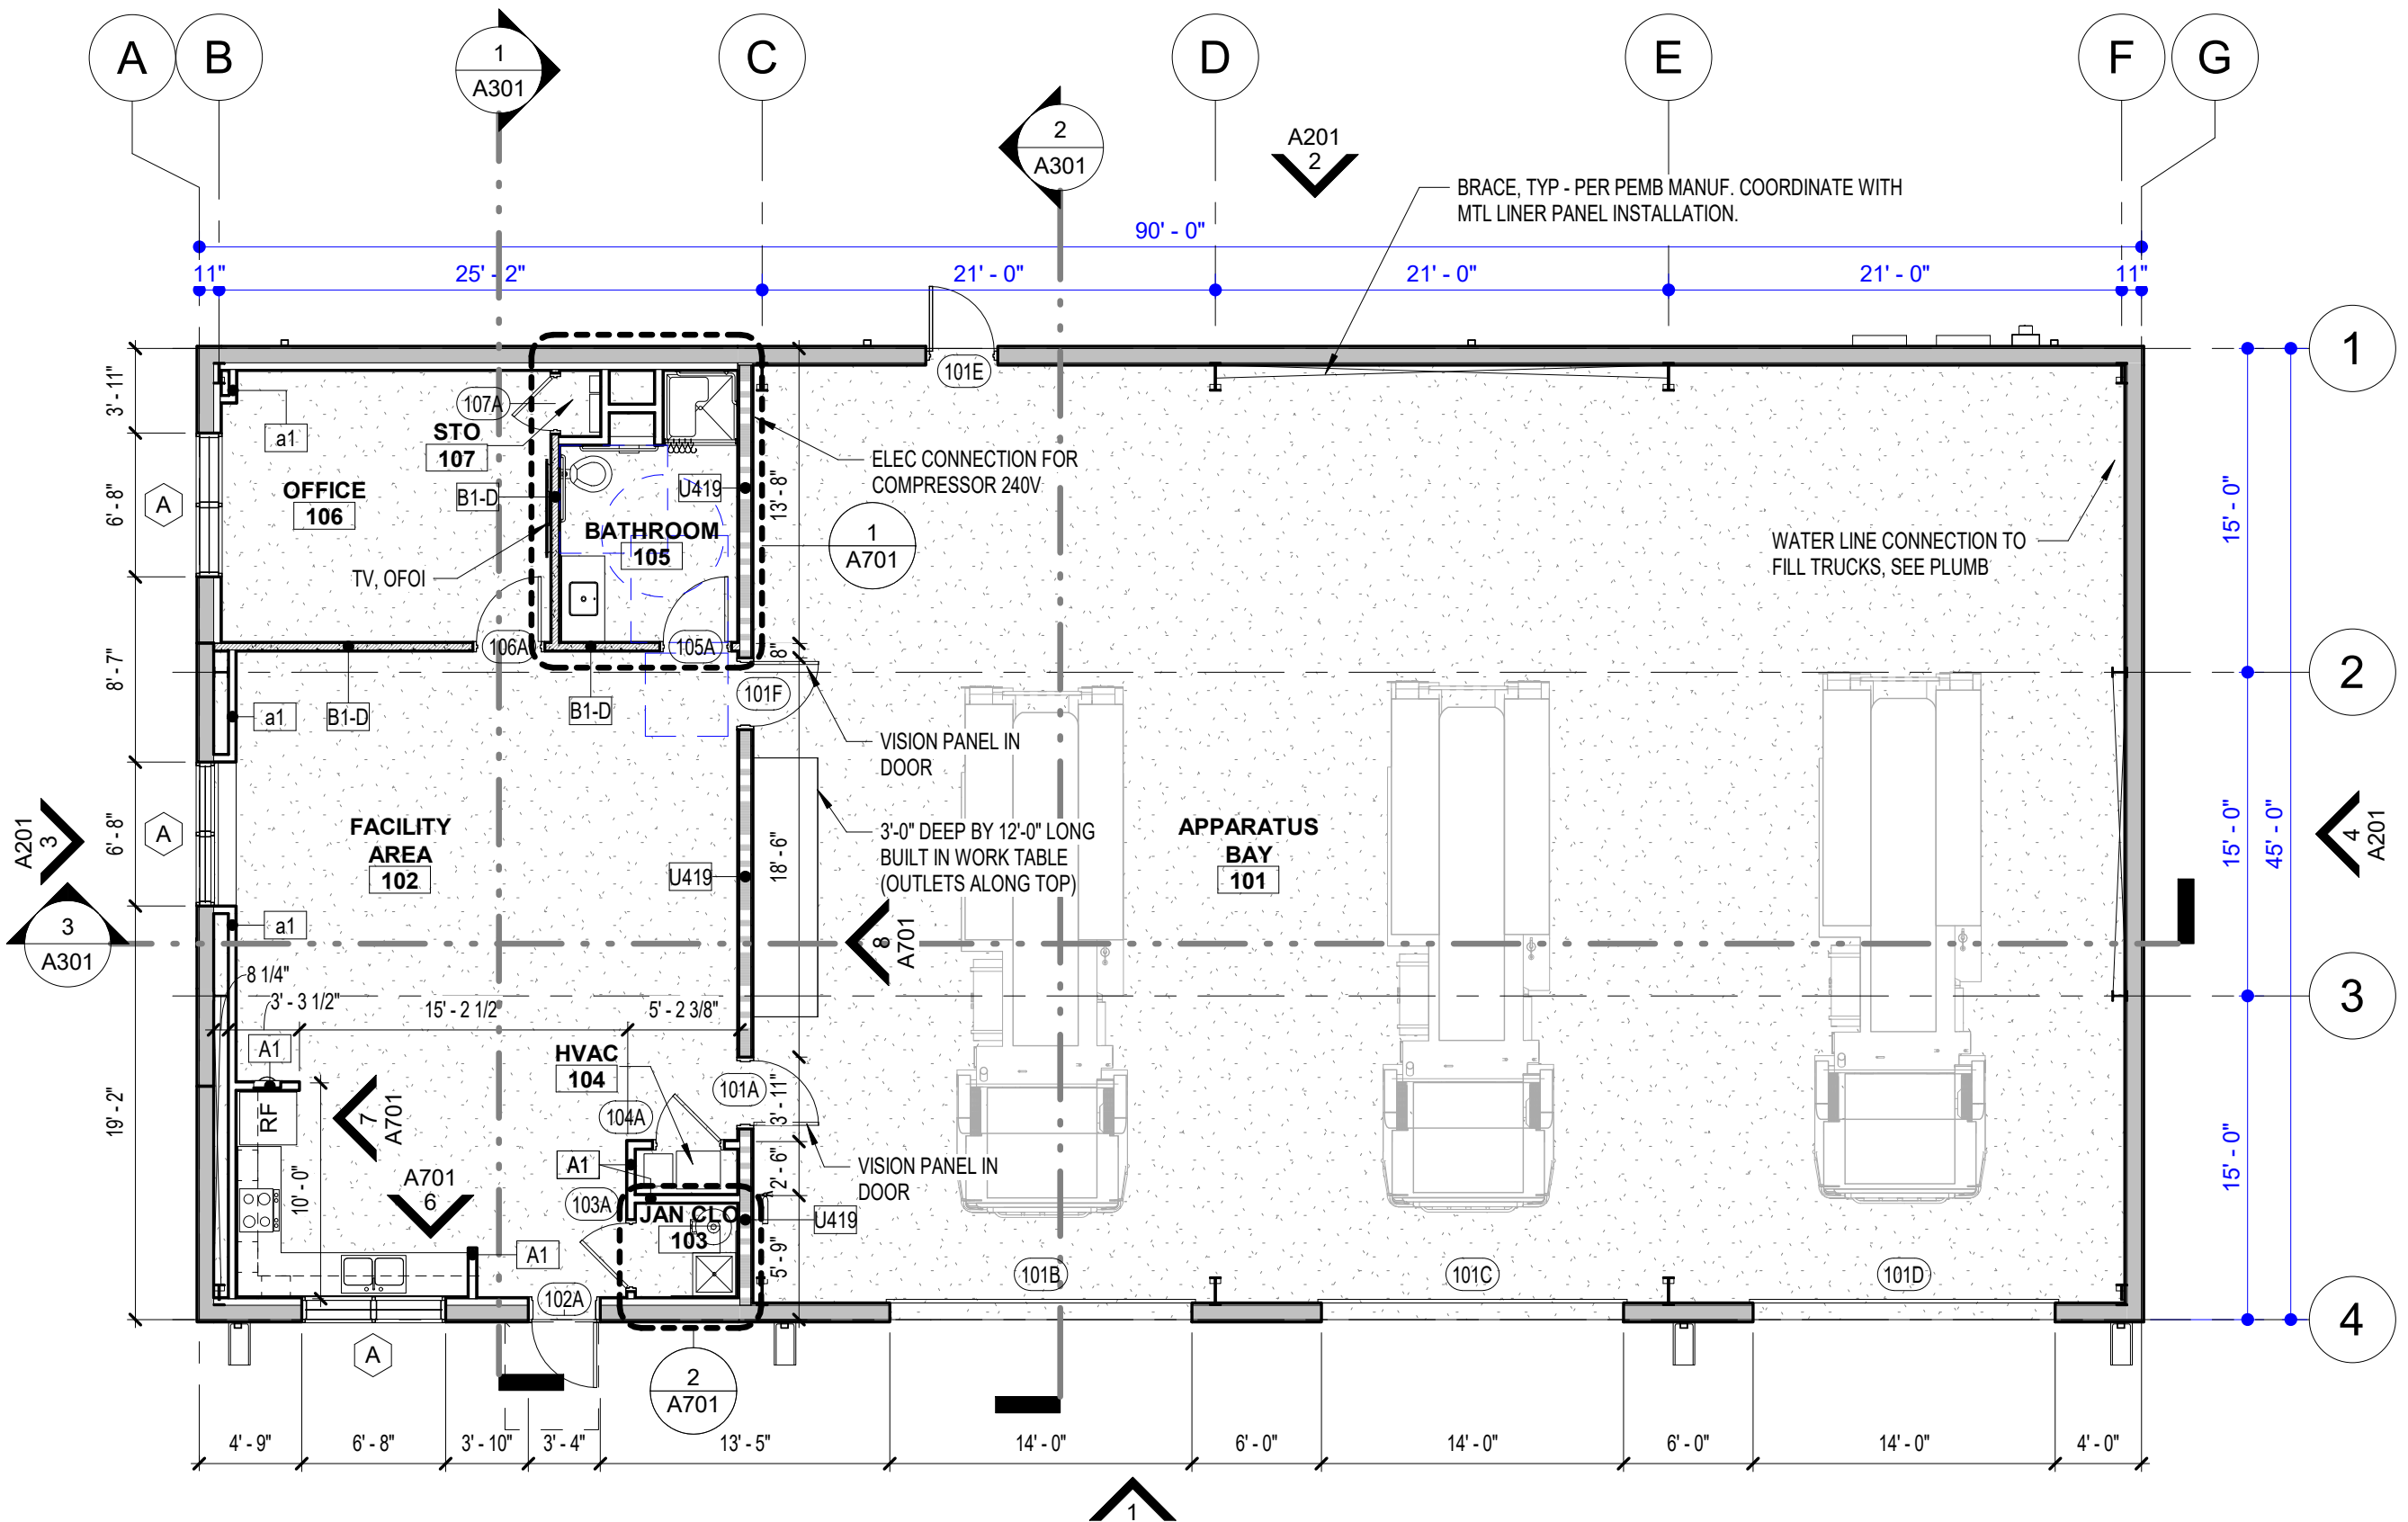 A B C D E F G
1
A301
2
A301
A201
2
BRACE, TYP - PER PEMB MANUF. COORDINATE WITH
MTL LINER PANEL INSTALLATION.
90' - 0"
11" 25' - 2" 21' - 0" 21' - 0" 21' - 0" 11"
1
101E
3' - 11"
107A
a1
STO
107
ELEC CONNECTION FOR
COMPRESSOR 240V
13' - 8"
OFFICE
106
B1-D
U419
6' - 8"
A
BATHROOM
105
1
A701
15' - 0"
WATER LINE CONNECTION TO
FILL TRUCKS, SEE PLUMB
TV, OFOI
106A
105A
8"
8' - 7"
2
101F
a1
B1-D
B1-D
VISION PANEL IN
DOOR
A201
3
6' - 8"
A
FACILITY
AREA
102
U419
18' - 6"
3'-0" DEEP BY 12'-0" LONG
BUILT IN WORK TABLE
(OUTLETS ALONG TOP)
APPARATUS
BAY
101
15' - 0"
45' - 0"
4
A201
a1
3
A301
8
A701
8 1/4"
3' - 3 1/2"
15' - 2 1/2
5' - 2 3/8"
3
A1
HVAC
104
101A
3' - 11"
19' - 2"
RF
7
A701
104A
10' - 0"
A701
6
A1
2' - 6"
VISION PANEL IN
DOOR
15' - 0"
103A
JAN CLO
103
U419
A1
5' - 9"
102A
101B
101C
101D
4
A
2
A701
4' - 9" 6' - 8" 3' - 10" 3' - 4" 13' - 5" 14' - 0" 6' - 0" 14' - 0" 6' - 0" 14' - 0" 4' - 0"
1